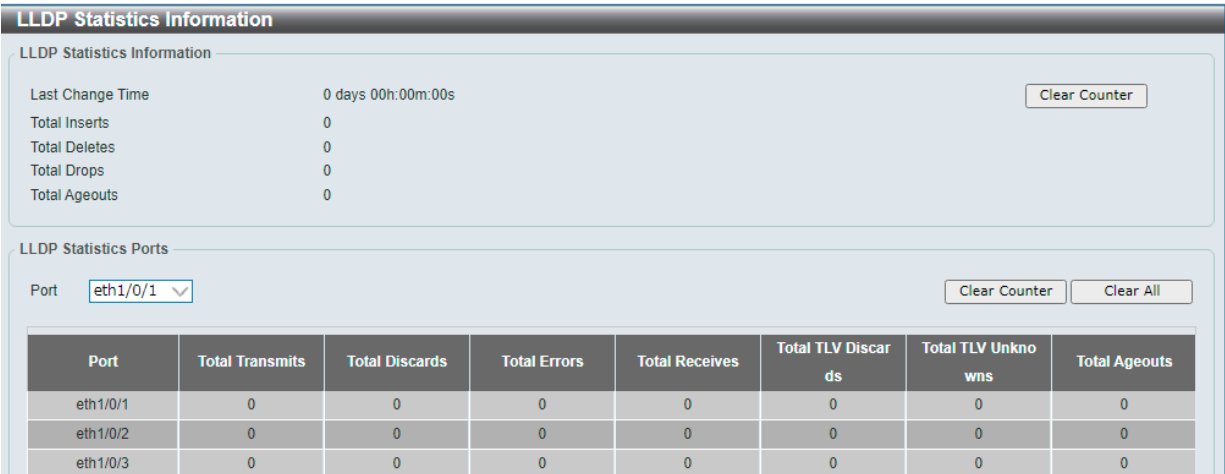 LLDP Statistics Information
LLDP Statistics Information
Last Change Time 0 days 00h:00m:00s Clear Counter
Total Inserts 0
Total Deletes 0
Total Drops 0
Total Ageouts 0
LLDP Statistics Ports
Port eth1/0/1 Clear Counter Clear All
Port Total Transmits Total Discards Total Errors Total Receives Total TLV Discar Total TLV Unkno Total Ageouts
ds wns
eth1/0/1 0 0 0 0 0 0 0
eth1/0/2 0 0 0 0 0 0 0
eth1/0/3 0 0 0 0 0 0 0